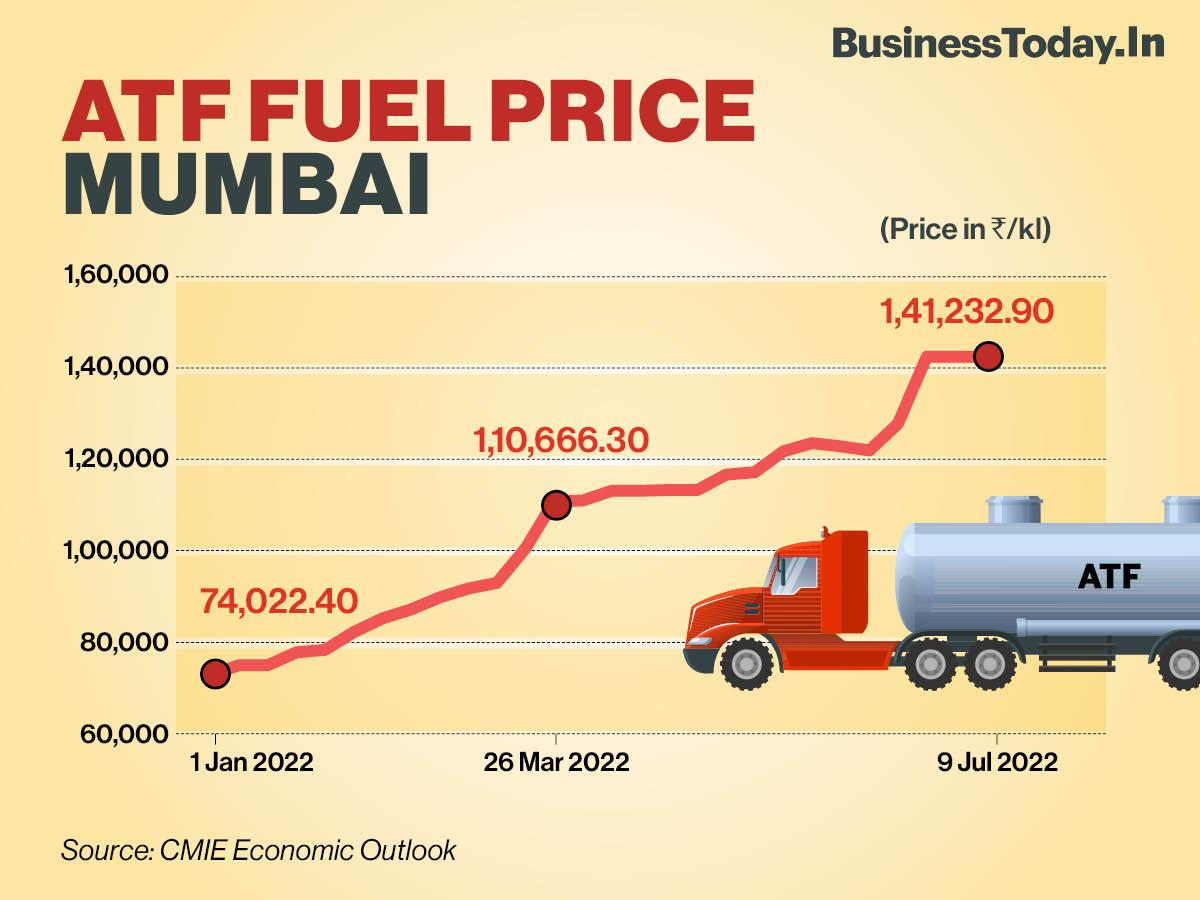 BusinessToday.In
ATF FUEL PRICE
MUMBAI
(Price in ₹/kl)
1,60,000
1,41,232.90
1,40,000
1,10,666.30
1,20,000
1,00,000
ATF
74,022.40
80,000
60,000
1 Jan 2022
26 Mar 2022
9 Jul 2022
Source: CMIE Economic Outlook